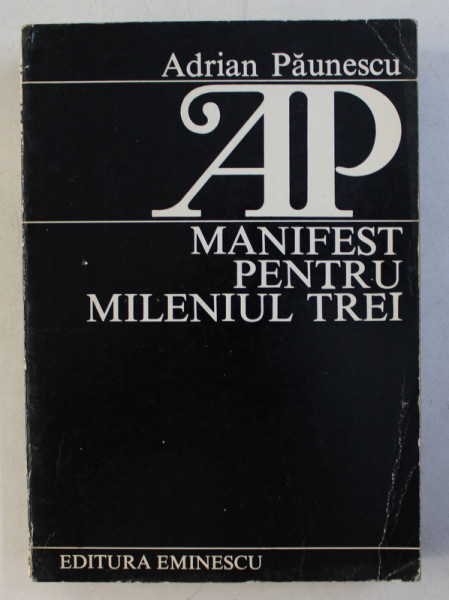 Adrian Păunescu
AP
MANIFEST
PENTRU
MILENIUL TREI
EDITURA EMINESCU